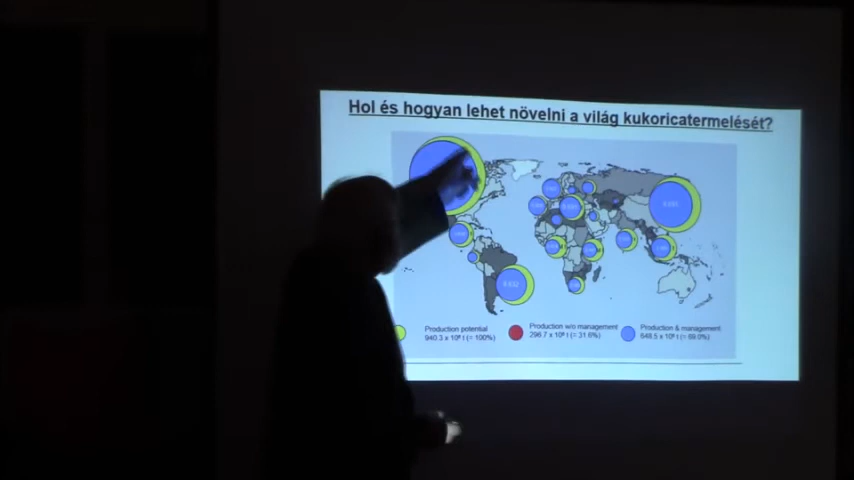 Hol és hogyan lehet növelni a világ kukoricatermelését?
Production potential
940.3 x 10⁶ t (= 100%)
Production w/o management
296.7 x 10⁶ t (= 31.6%)
Production & management
648.5 x 10⁶ t (= 69.0%)